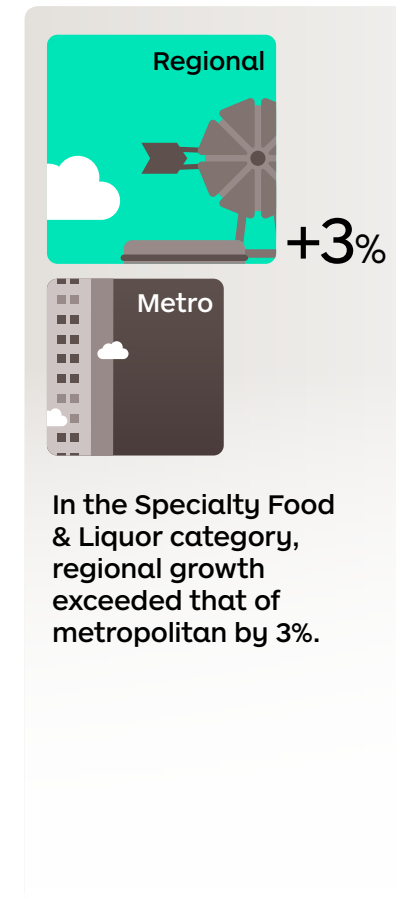 Regional
+3%
Metro
In the Specialty Food
& Liquor category,
regional growth
exceeded that of
metropolitan by 3%.